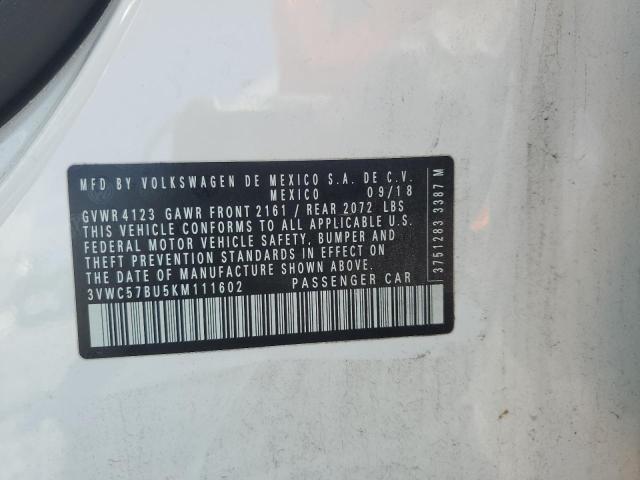 MFD BY VOLKSWAGEN DE MEXICO S.A. DE C.V.
MEXICO 09/18
GVWR 4123 GAWR FRONT 2161 / REAR 2072 LBS
THIS VEHICLE CONFORMS TO ALL APPLICABLE U.S.
FEDERAL MOTOR VEHICLE SAFETY, BUMPER AND
THEFT PREVENTION STANDARDS IN EFFECT ON
THE DATE OF MANUFACTURE SHOWN ABOVE.
3VWC57BU5KM111602 PASSENGER CAR
3751283 3387 M